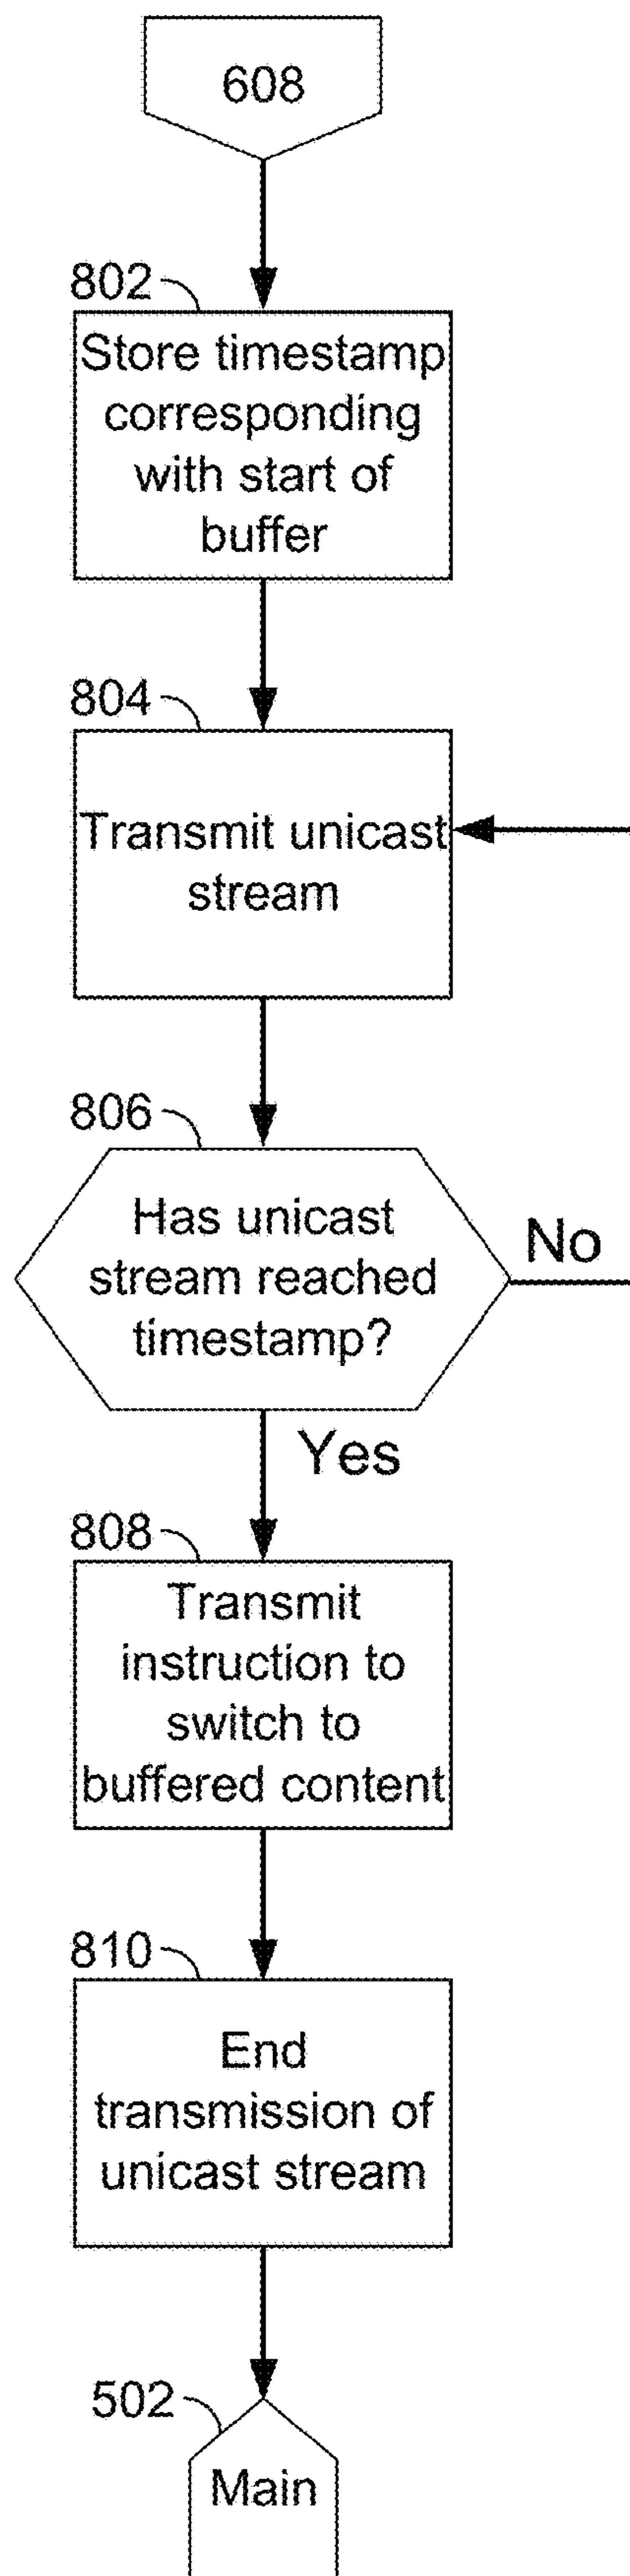 608
802
Store timestamp
corresponding
with start of
buffer
804
Transmit unicast
stream
806
Has unicast
stream reached
timestamp?
No
Yes
808
Transmit
instruction to
switch to
buffered content
810
End
transmission of
unicast stream
502
Main